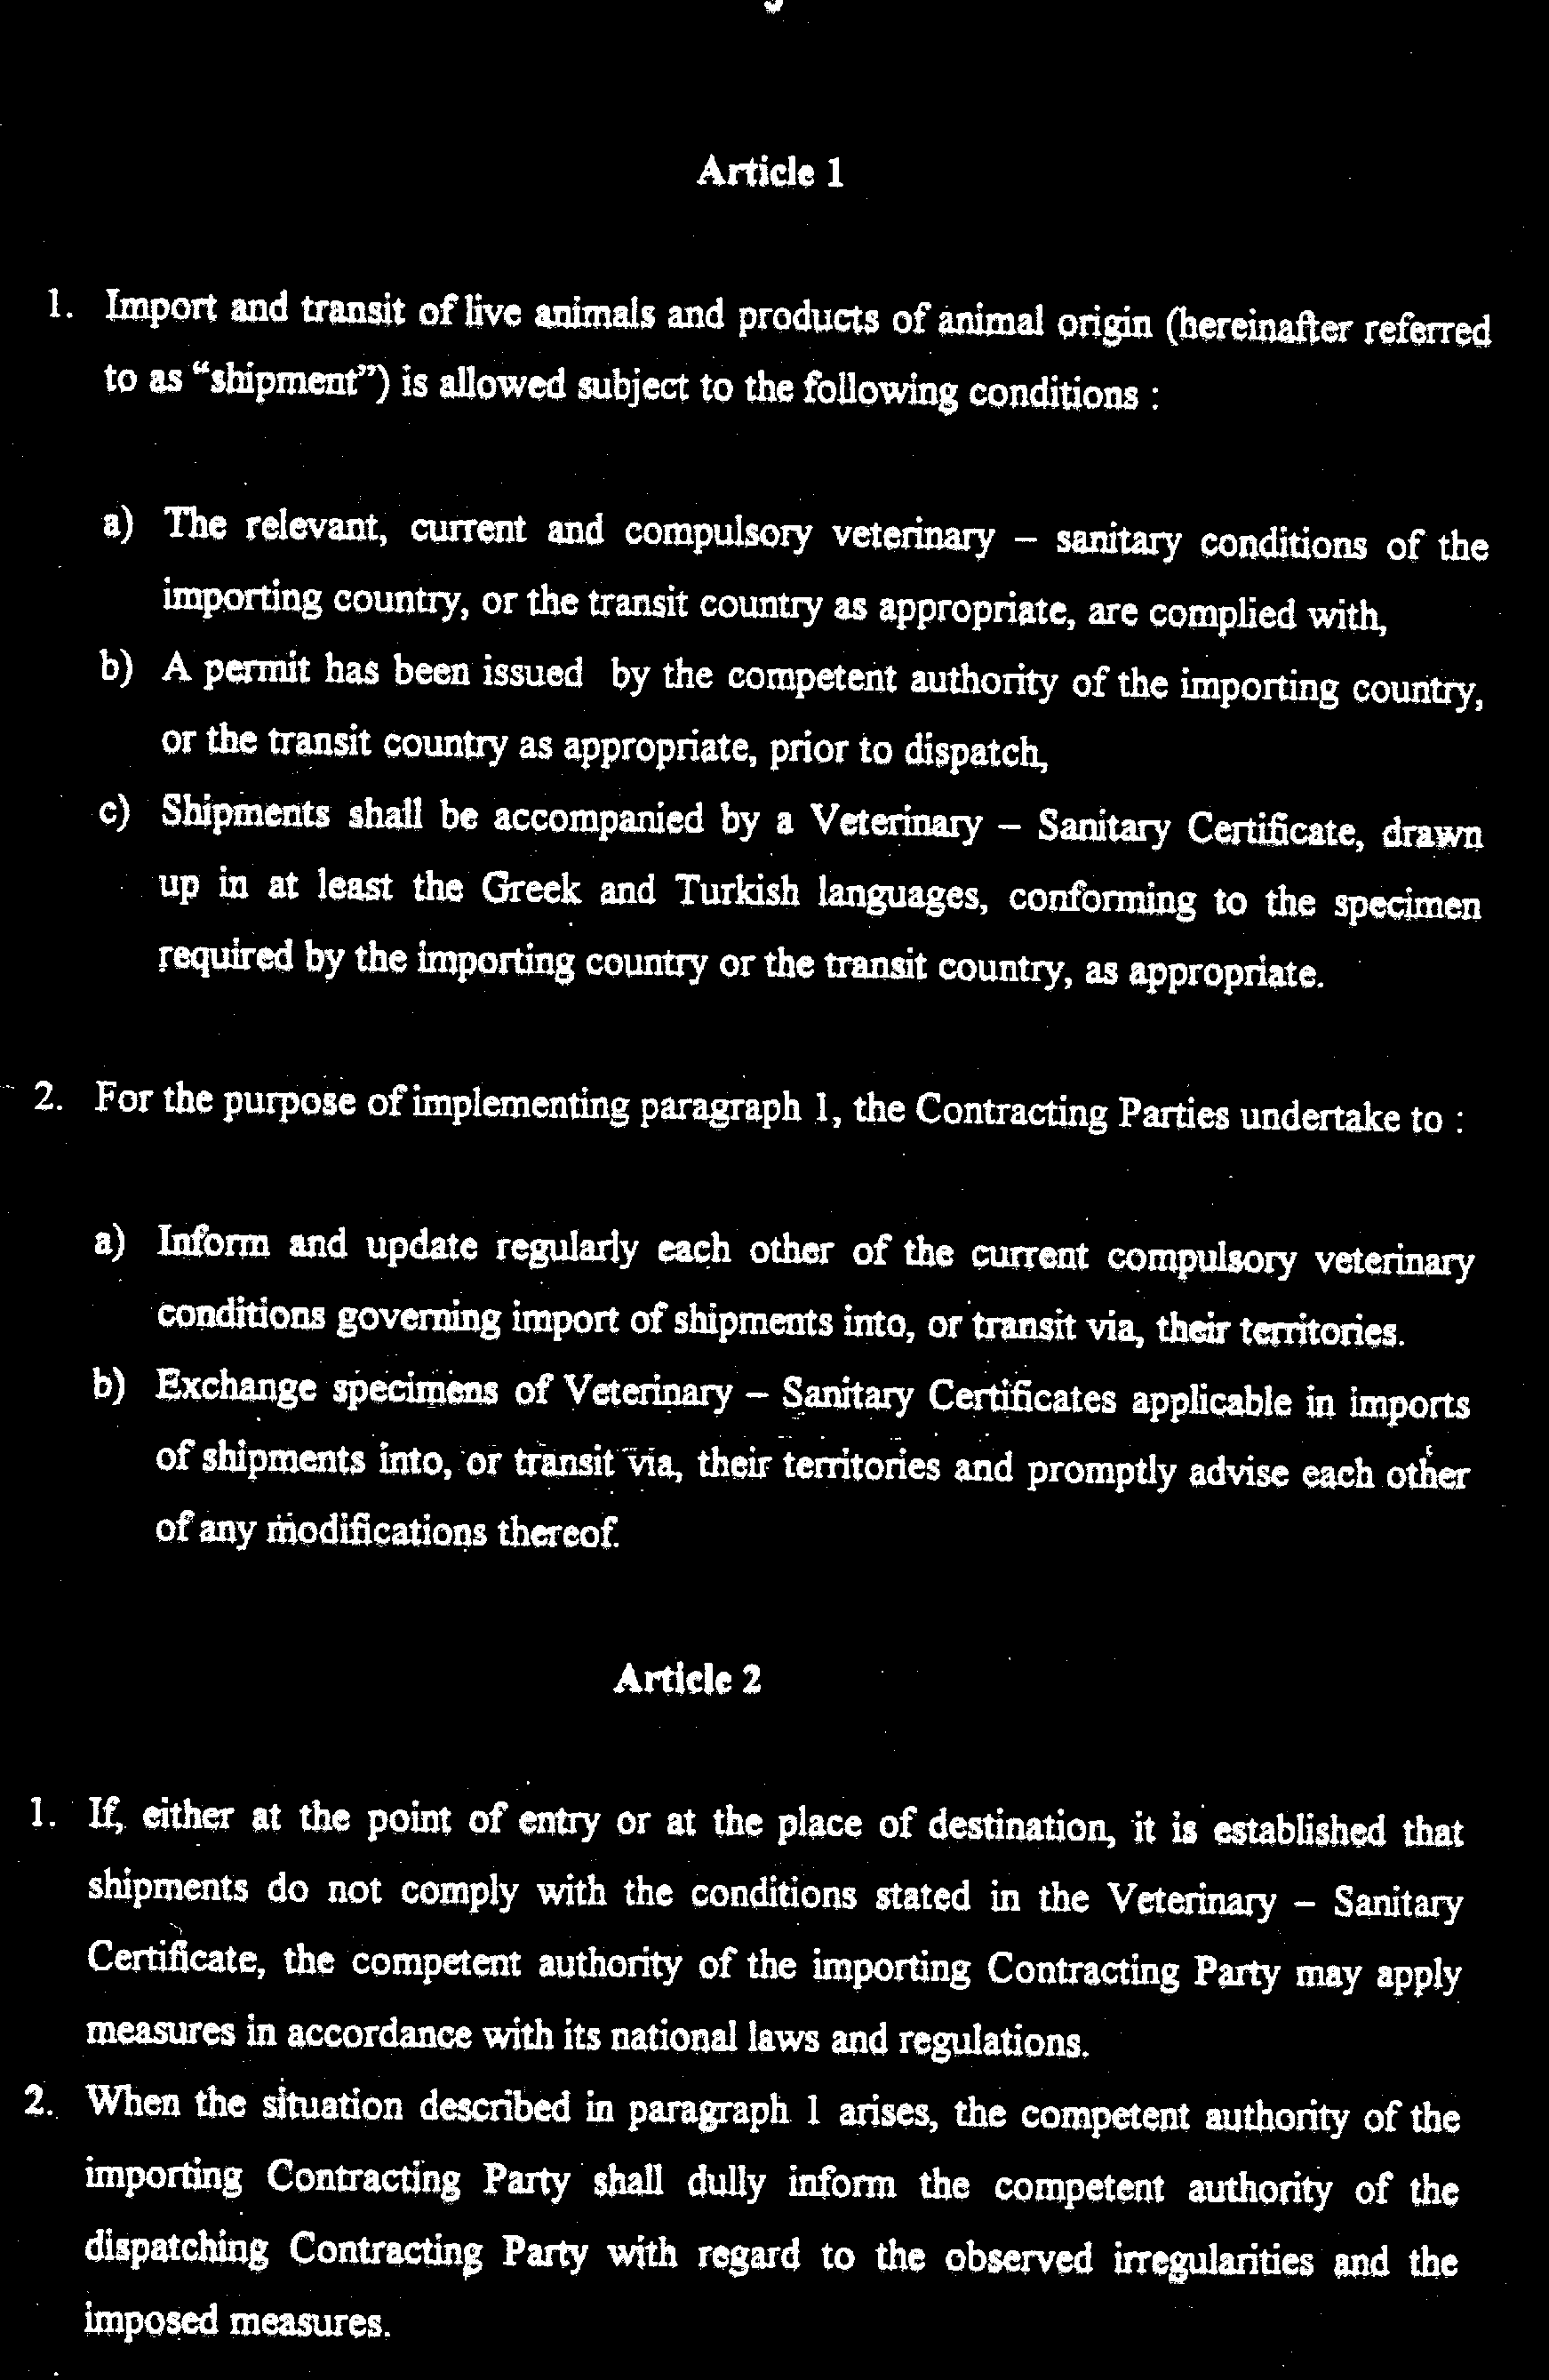 Article 1
1. Import and transit of live animals and products of animal origin (hereinafter referred
to as “shipment”) is allowed subject to the following conditions :
a) The relevant, current and compulsory veterinary – sanitary conditions of the
importing country, or the transit country as appropriate, are complied with,
b) A permit has been issued by the competent authority of the importing country,
or the transit country as appropriate, prior to dispatch,
c) Shipments shall be accompanied by a Veterinary – Sanitary Certificate, drawn
up in at least the Greek and Turkish languages, conforming to the specimen
required by the importing country or the transit country, as appropriate.
2. For the purpose of implementing paragraph 1, the Contracting Parties undertake to :
a) Inform and update regularly each other of the current compulsory veterinary
conditions governing import of shipments into, or transit via, their territories.
b) Exchange specimens of Veterinary – Sanitary Certificates applicable in imports
of shipments into, or transit via, their territories and promptly advise each other
of any modifications thereof.
Article 2
1. If, either at the point of entry or at the place of destination, it is established that
shipments do not comply with the conditions stated in the Veterinary – Sanitary
Certificate, the competent authority of the importing Contracting Party may apply
measures in accordance with its national laws and regulations.
2. When the situation described in paragraph 1 arises, the competent authority of the
importing Contracting Party shall dully inform the competent authority of the
dispatching Contracting Party with regard to the observed irregularities and the
imposed measures.